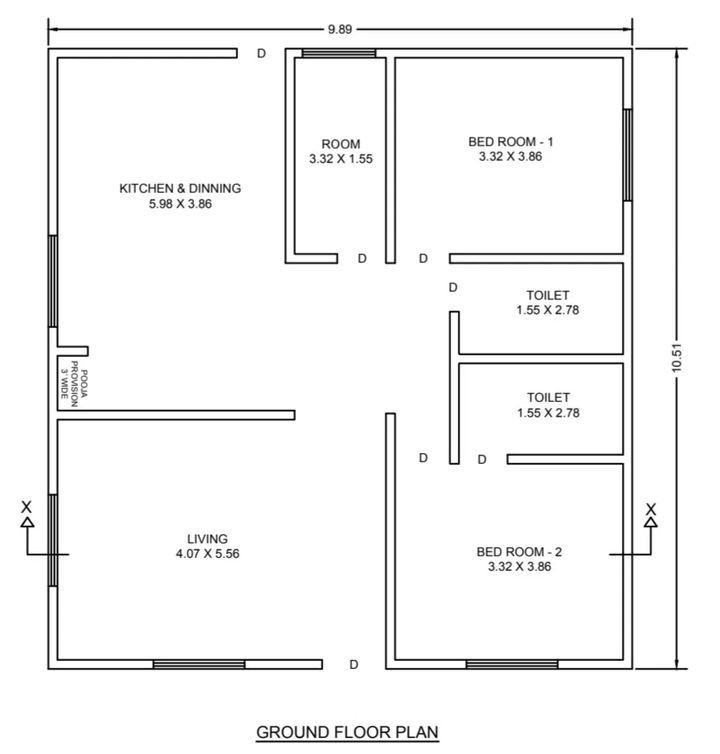 9.89
D
ROOM
3.32 X 1.55
BED ROOM - 1
3.32 X 3.86
KITCHEN & DINNING
5.98 X 3.86
D
D
D
TOILET
1.55 X 2.78
10.51
POOJA
PROVISION
3' WIDE
TOILET
1.55 X 2.78
D
D
X
X
LIVING
4.07 X 5.56
BED ROOM - 2
3.32 X 3.86
D
GROUND FLOOR PLAN